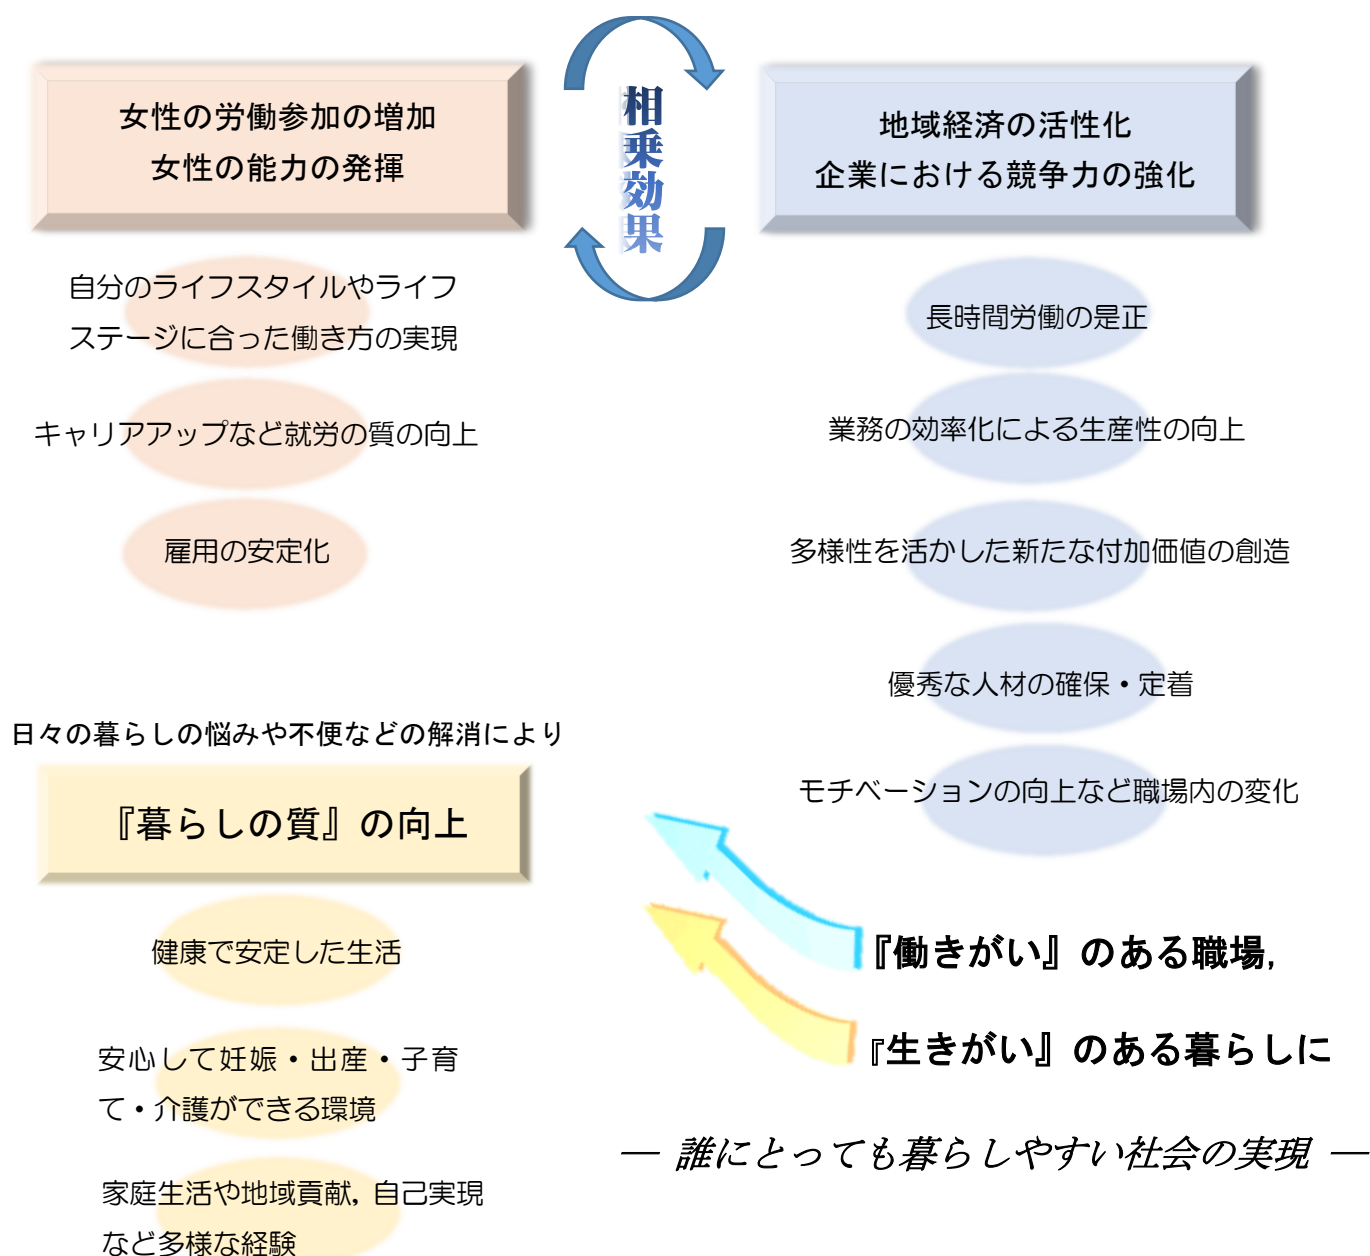 女性の労働参加の増加
女性の能力の発揮
相乗効果
地域経済の活性化
企業における競争力の強化
自分のライフスタイルやライフ
ステージに合った働き方の実現
キャリアアップなど就労の質の向上
雇用の安定化
長時間労働の是正
業務の効率化による生産性の向上
多様性を活かした新たな付加価値の創造
優秀な人材の確保・定着
モチベーションの向上など職場内の変化
日々の暮らしの悩みや不便などの解消により
『暮らしの質』の向上
健康で安定した生活
安心して妊娠・出産・子育
て・介護ができる環境
家庭生活や地域貢献,自己実現
など多様な経験
『働きがい』のある職場,
『生きがい』のある暮らしに
― 誰にとっても暮らしやすい社会の実現 ―